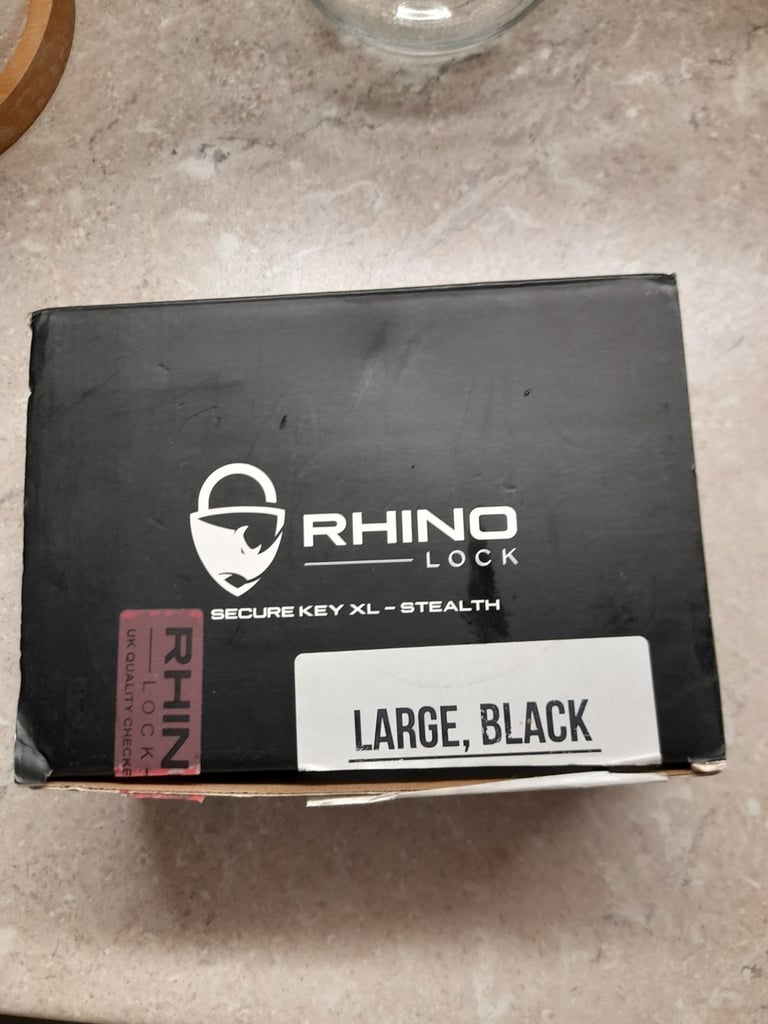 RHINO
LOCK
SECURE KEY XL – STEALTH
RHIN
LOCK
UK QUALITY CHECKE
LARGE, BLACK